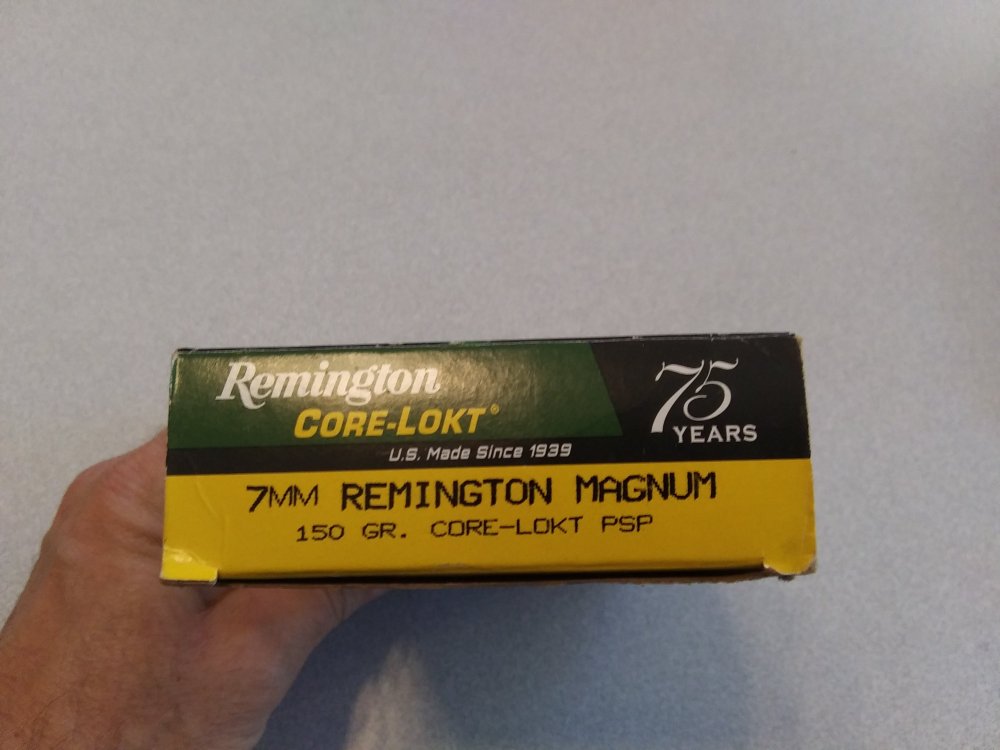 Remington
CORE-LOKT®
U.S. Made Since 1939
75
YEARS
7MM REMINGTON MAGNUM
150 GR. CORE-LOKT PSP